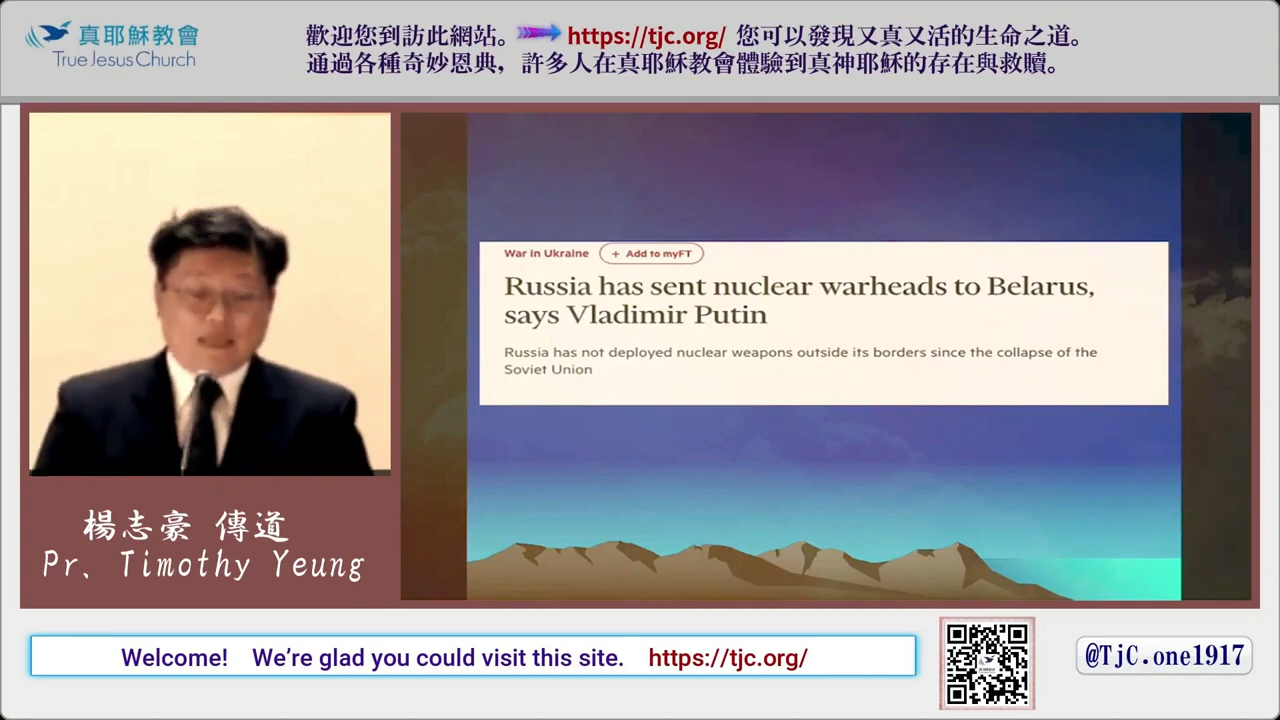 真耶穌教會
True Jesus Church
歡迎您到訪此網站。 https://tjc.org/ 您可以發現又真又活的生命之道。
通過各種奇妙恩典，許多人在真耶穌教會體驗到真神耶穌的存在與救贖。
War in Ukraine + Add to myFT
Russia has sent nuclear warheads to Belarus,
says Vladimir Putin
Russia has not deployed nuclear weapons outside its borders since the collapse of the
Soviet Union
楊志豪 傳道
Pr. Timothy Yeung
Welcome! We’re glad you could visit this site. https://tjc.org/
@TjC.one1917